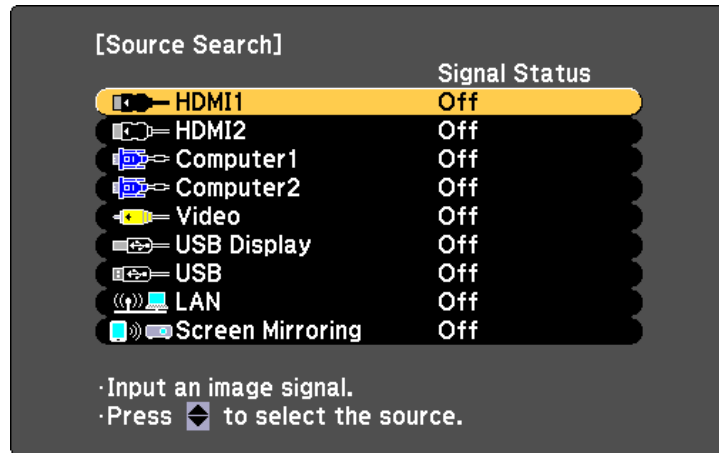 [Source Search]
Signal Status
HDMI1 Off
HDMI2 Off
Computer1 Off
Computer2 Off
Video Off
USB Display Off
USB Off
LAN Off
Screen Mirroring Off
·Input an image signal.
·Press to select the source.